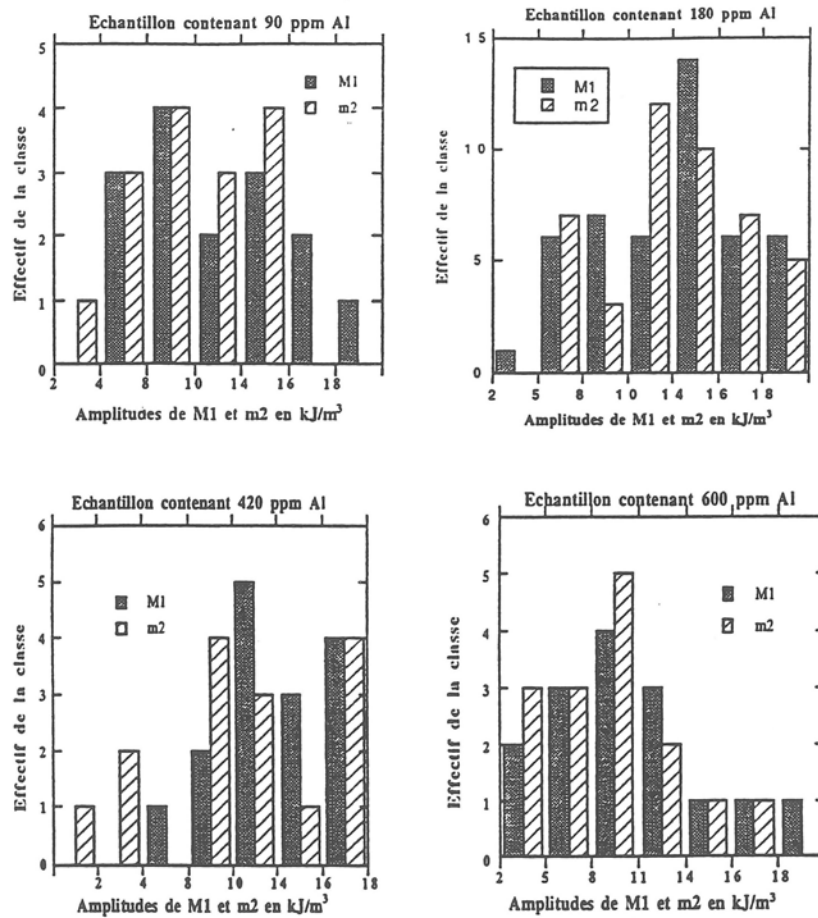 Echantillon contenant 90 ppm Al
5
4
3
2
1
0
Effectif de la classe
M1
m2
2 4 8 10 14 16 18
Amplitudes de M1 et m2 en kJ/m³
Echantillon contenant 180 ppm Al
15
10
5
0
Effectif de la classe
M1
m2
2 5 8 10 14 16 18
Amplitudes de M1 et m2 en kJ/m³
Echantillon contenant 420 ppm Al
6
5
4
3
2
1
0
Effectif de la classe
M1
m2
2 4 8 10 14 16 18
Amplitudes de M1 et m2 en kJ/m³
Echantillon contenant 600 ppm Al
6
5
4
3
2
1
0
Effectif de la classe
M1
m2
2 5 8 11 14 16 18
Amplitudes de M1 et m2 en kJ/m³